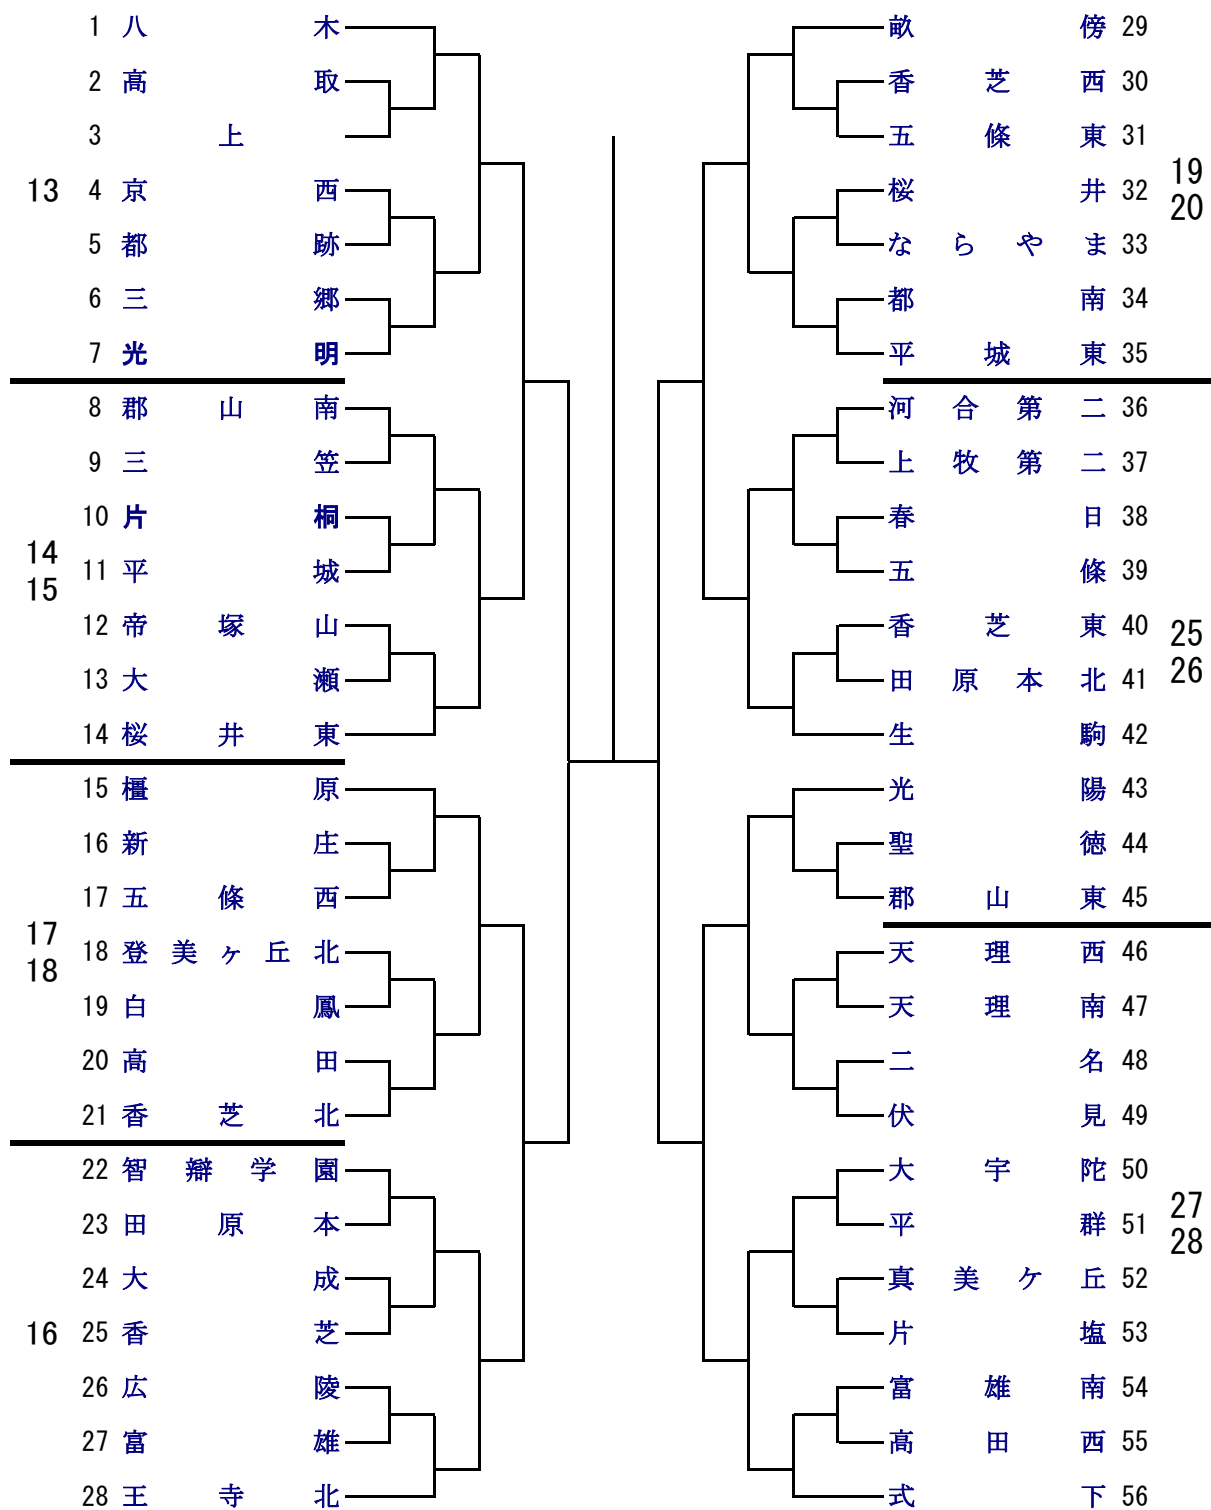 1 八木
2 高取
3 上
13
4 京西
5 都跡
6 三郷
7 光明
8 郡山南
9 三笠
10 片桐
14
15
11 平城
12 帝塚山
13 大瀬
14 桜井東
15 橿原
16 新庄
17 五條西
17
18
18 登美ヶ丘北
19 白鳳
20 高田
21 香芝北
22 智辯学園
23 田原本
24 大成
16
25 香芝
26 広陵
27 富雄
28 王寺北
畝傍 29
香芝西 30
五條東 31
19
20
桜井 32
ならやま 33
都南 34
平城東 35
河合第二 36
上牧第二 37
春日 38
五條 39
香芝東 40
25
26
田原本北 41
生駒 42
光陽 43
聖徳 44
郡山東 45
天理西 46
天理南 47
二名 48
伏見 49
大宇陀 50
27
28
平群 51
真美ケ丘 52
片塩 53
富雄南 54
高田西 55
式下 56